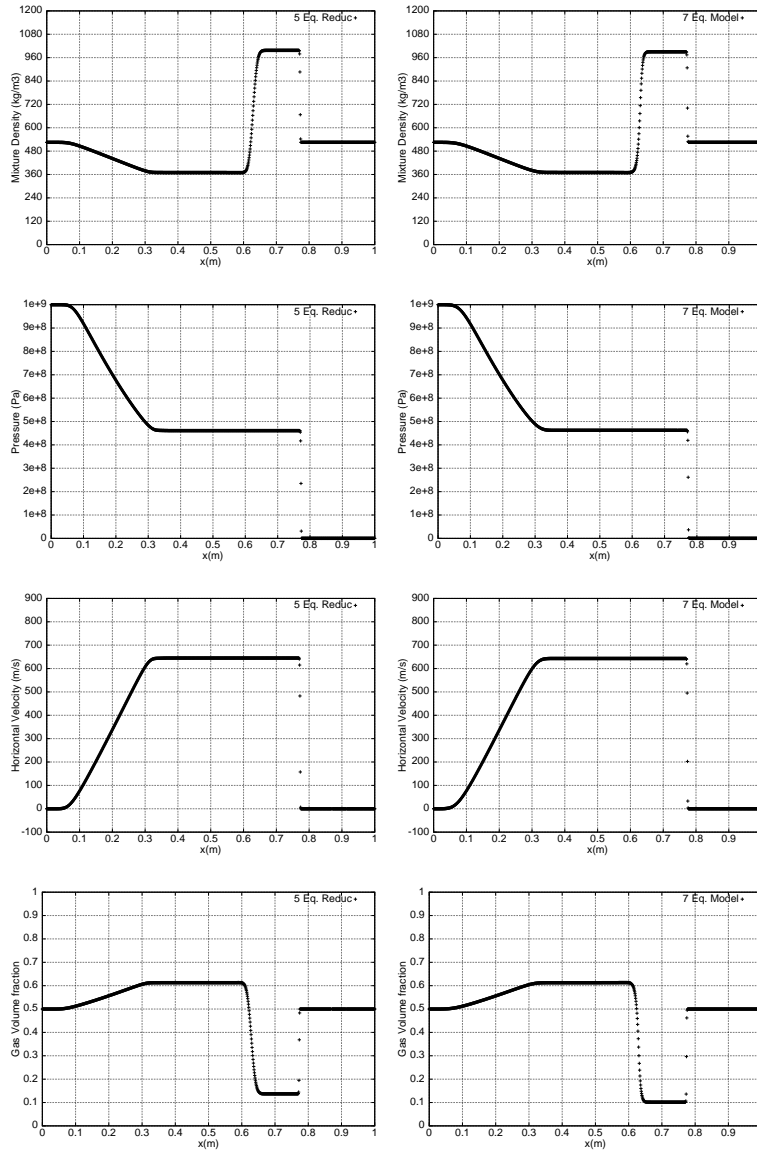 1200
1080
960
840
720
600
480
360
240
120
0
0 0.1 0.2 0.3 0.4 0.5 0.6 0.7 0.8 0.9 1
Mixture Density (kg/m3)
x(m)
5 Eq. Reduc
1200
1080
960
840
720
600
480
360
240
120
0
0 0.1 0.2 0.3 0.4 0.5 0.6 0.7 0.8 0.9
Mixture Density (kg/m3)
x(m)
7 Eq. Model
1e+9
9e+8
8e+8
7e+8
6e+8
5e+8
4e+8
3e+8
2e+8
1e+8
0
0 0.1 0.2 0.3 0.4 0.5 0.6 0.7 0.8 0.9 1
Pressure (Pa)
x(m)
5 Eq. Reduc
1e+9
9e+8
8e+8
7e+8
6e+8
5e+8
4e+8
3e+8
2e+8
1e+8
0
0 0.1 0.2 0.3 0.4 0.5 0.6 0.7 0.8 0.9
Pressure (Pa)
x(m)
7 Eq. Model
900
800
700
600
500
400
300
200
100
0
-100
0 0.1 0.2 0.3 0.4 0.5 0.6 0.7 0.8 0.9 1
Horizontal Velocity (m/s)
x(m)
5 Eq. Reduc
900
800
700
600
500
400
300
200
100
0
-100
0 0.1 0.2 0.3 0.4 0.5 0.6 0.7 0.8 0.9
Horizontal Velocity (m/s)
x(m)
7 Eq. Model
1
0.9
0.8
0.7
0.6
0.5
0.4
0.3
0.2
0.1
0
0 0.1 0.2 0.3 0.4 0.5 0.6 0.7 0.8 0.9 1
Gas Volume fraction
x(m)
5 Eq. Reduc
1
0.9
0.8
0.7
0.6
0.5
0.4
0.3
0.2
0.1
0
0 0.1 0.2 0.3 0.4 0.5 0.6 0.7 0.8 0.9
Gas Volume fraction
x(m)
7 Eq. Model